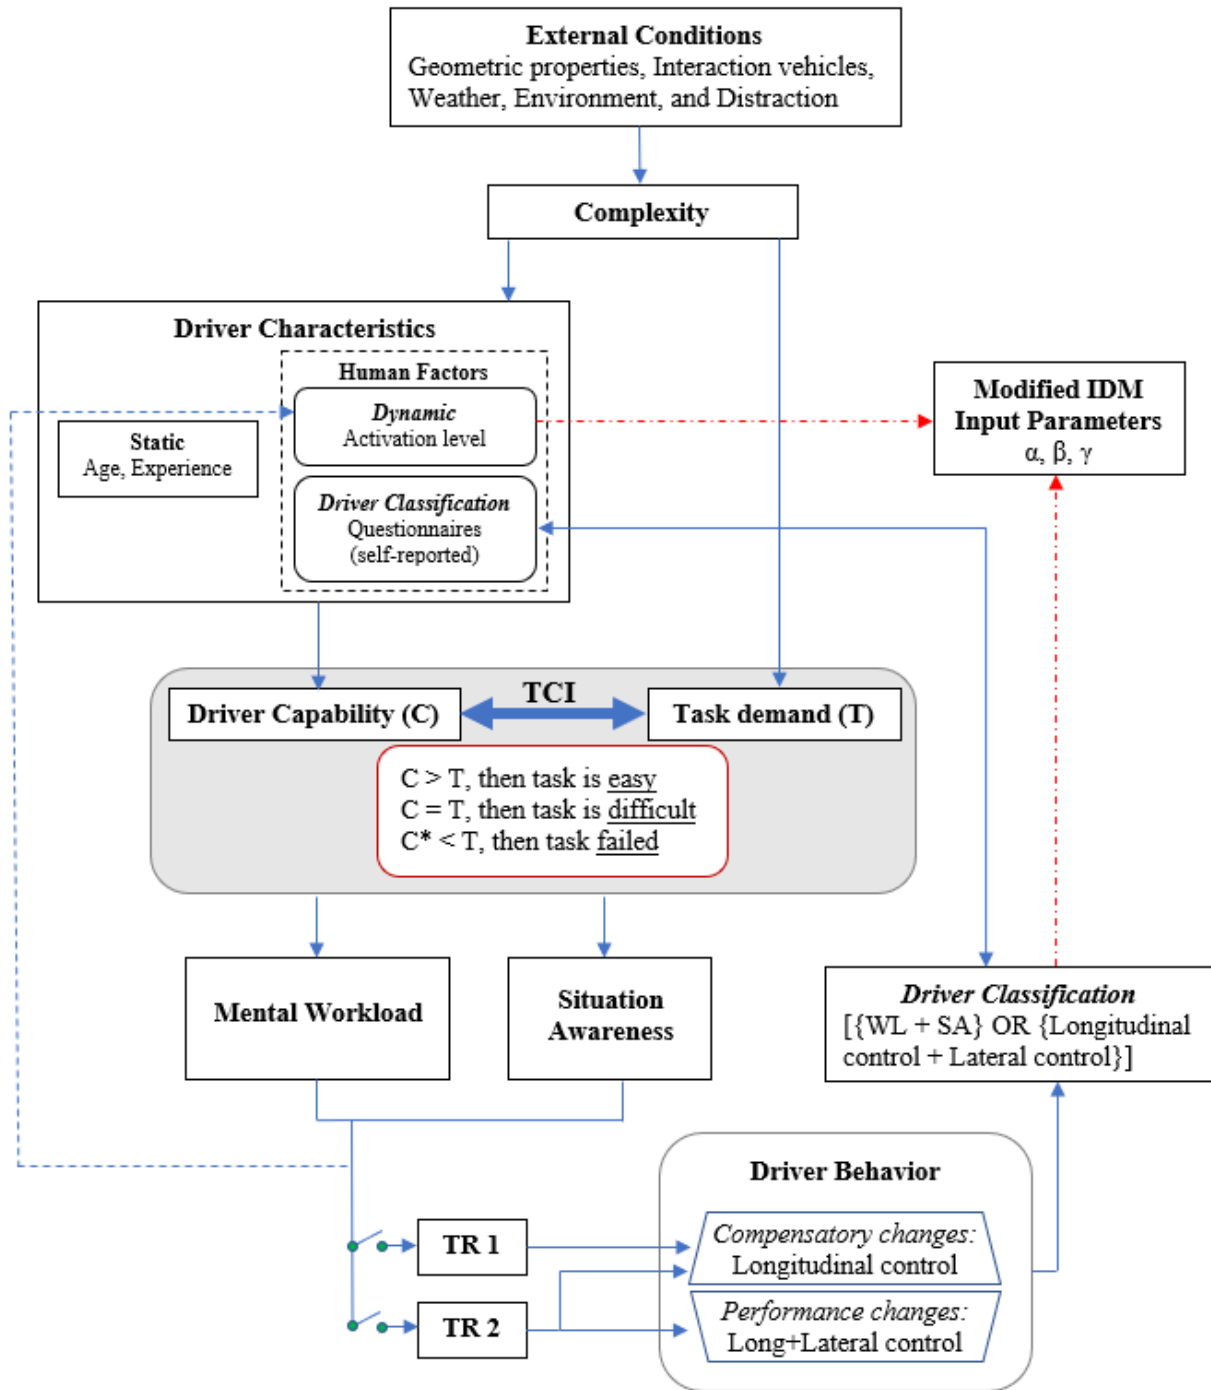 External Conditions
Geometric properties, Interaction vehicles,
Weather, Environment, and Distraction
Complexity
Driver Characteristics
Human Factors
Dynamic
Activation level
Static
Age, Experience
Driver Classification
Questionnaires
(self-reported)
Modified IDM
Input Parameters
α, β, γ
TCI
Driver Capability (C)
Task demand (T)
C > T, then task is easy
C = T, then task is difficult
C* < T, then task failed
Mental Workload
Situation
Awareness
Driver Classification
[{WL + SA} OR {Longitudinal
control + Lateral control}]
Driver Behavior
TR 1
Compensatory changes:
Longitudinal control
TR 2
Performance changes:
Long+Lateral control